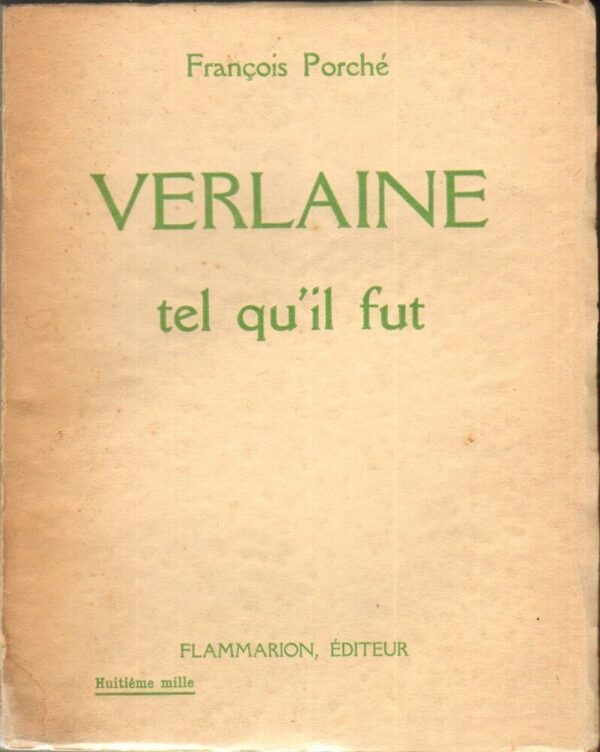 François Porché
VERLAINE
tel qu'il fut
FLAMMARION, ÉDITEUR
Huitième mille